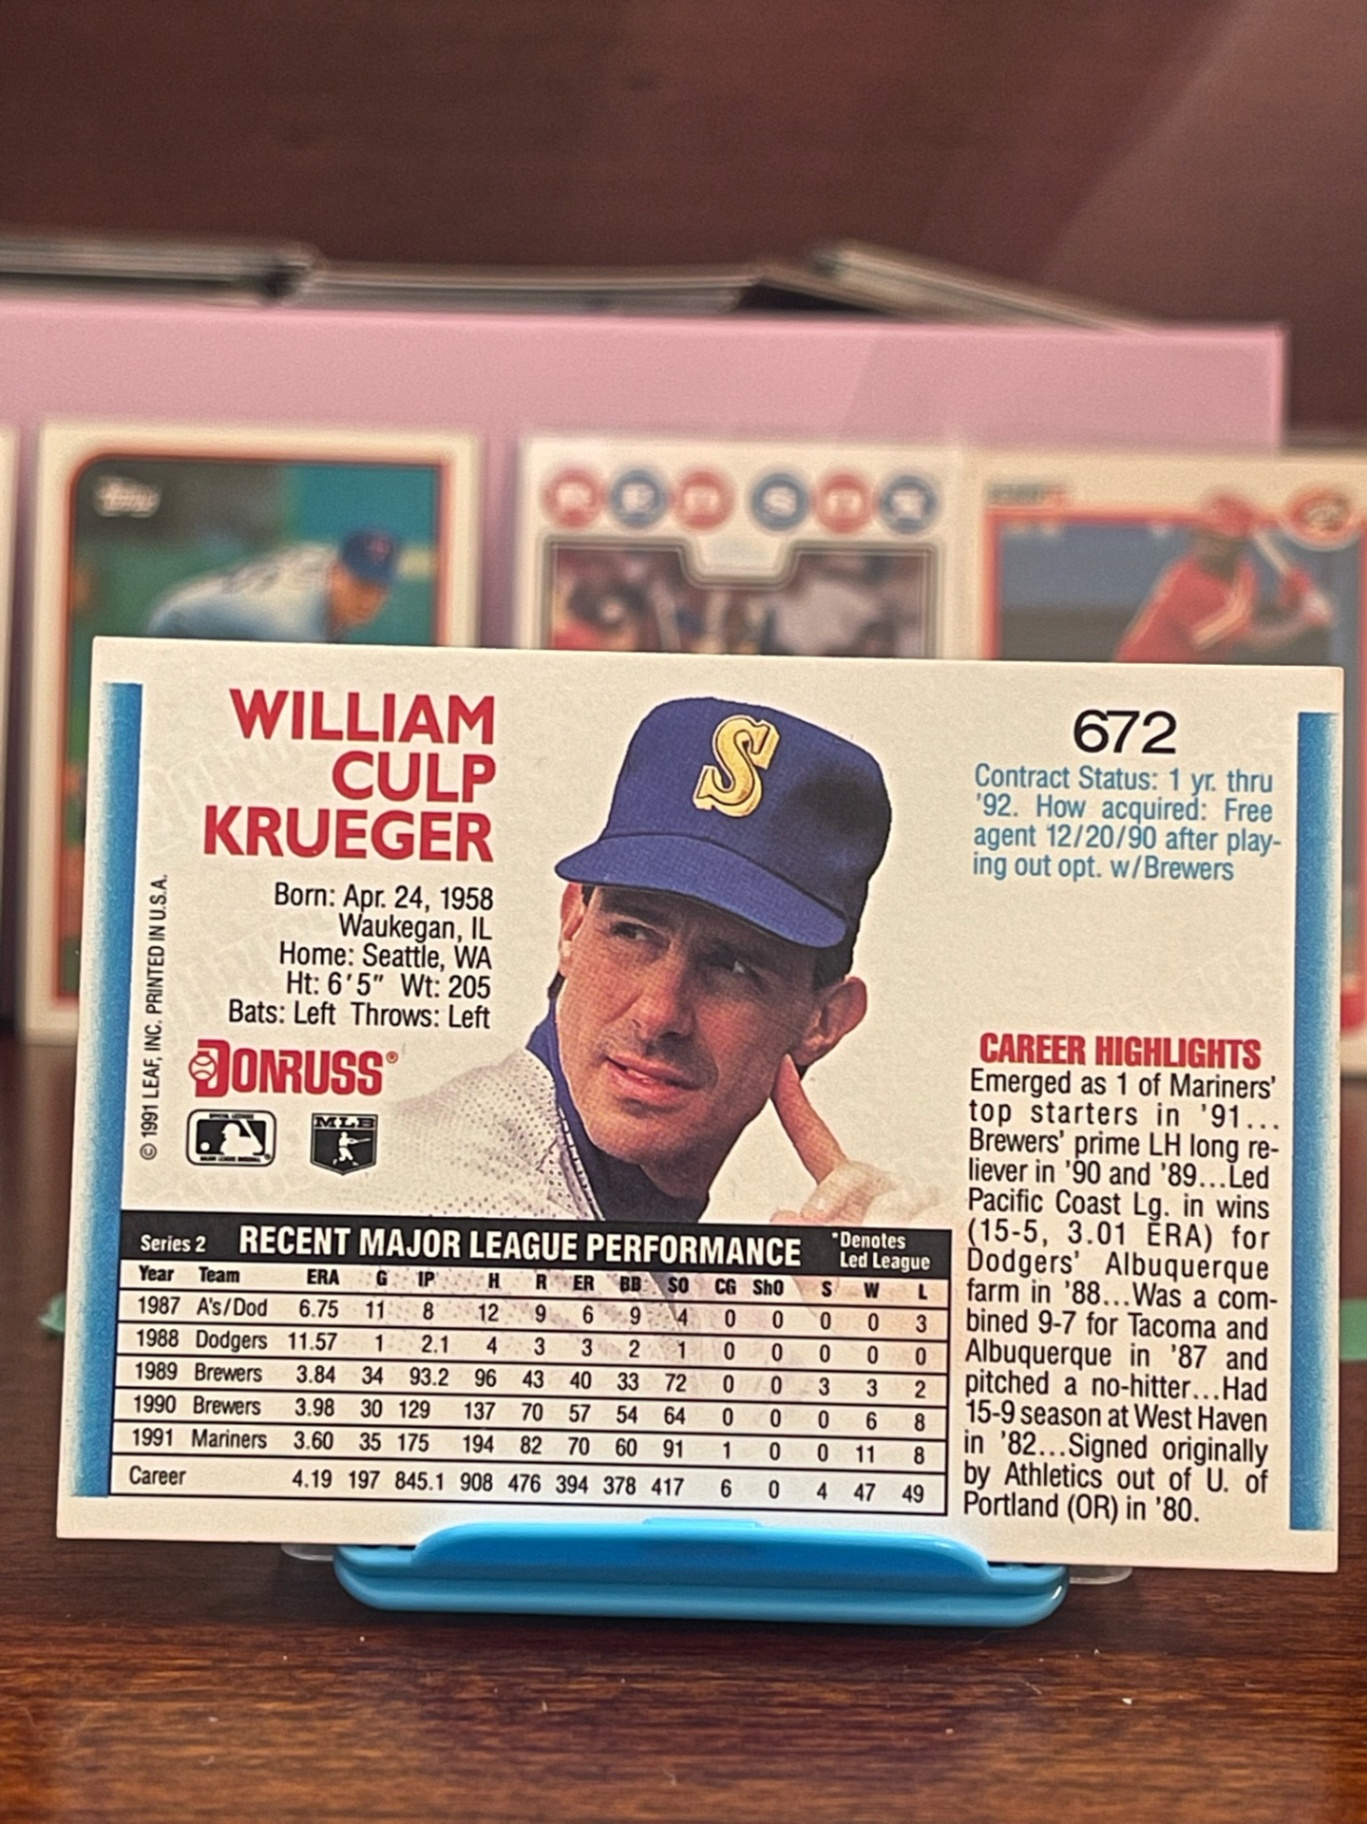 Topps
RED SOX
WILLIAM
CULP
KRUEGER
Born: Apr. 24, 1958
Waukegan, IL
Home: Seattle, WA
Ht: 6'5" Wt: 205
Bats: Left Throws: Left
© 1991 LEAF, INC. PRINTED IN U.S.A.
DONRUSS®
MLB
S
672
Contract Status: 1 yr. thru
'92. How acquired: Free
agent 12/20/90 after play-
ing out opt. w/Brewers
CAREER HIGHLIGHTS
Emerged as 1 of Mariners'
top starters in '91...
Brewers' prime LH long re-
liever in '90 and '89...Led
Pacific Coast Lg. in wins
(15-5, 3.01 ERA) for
Dodgers' Albuquerque
farm in '88...Was a com-
bined 9-7 for Tacoma and
Albuquerque in '87 and
pitched a no-hitter...Had
15-9 season at West Haven
in '82...Signed originally
by Athletics out of U. of
Portland (OR) in '80.
Series 2 RECENT MAJOR LEAGUE PERFORMANCE *Denotes
Led League
Year Team ERA G IP H R ER BB SO CG ShO S W L
1987 A's/Dod 6.75 11 8 12 9 6 9 4 0 0 0 0 3
1988 Dodgers 11.57 1 2.1 4 3 3 2 1 0 0 0 0 0
1989 Brewers 3.84 34 93.2 96 43 40 33 72 0 0 3 3 2
1990 Brewers 3.98 30 129 137 70 57 54 64 0 0 0 6 8
1991 Mariners 3.60 35 175 194 82 70 60 91 1 0 0 11 8
Career 4.19 197 845.1 908 476 394 378 417 6 0 4 47 49